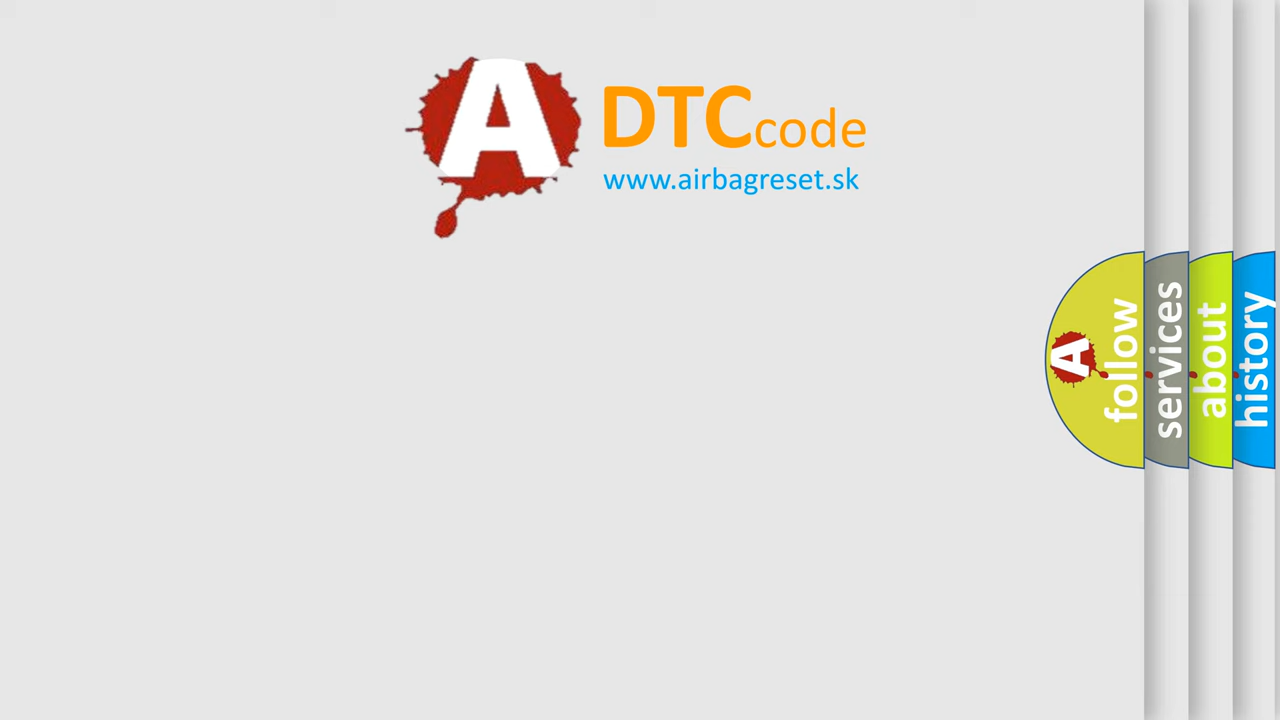 A
DTCcode
www.airbagreset.sk
A
follow
services
about
history